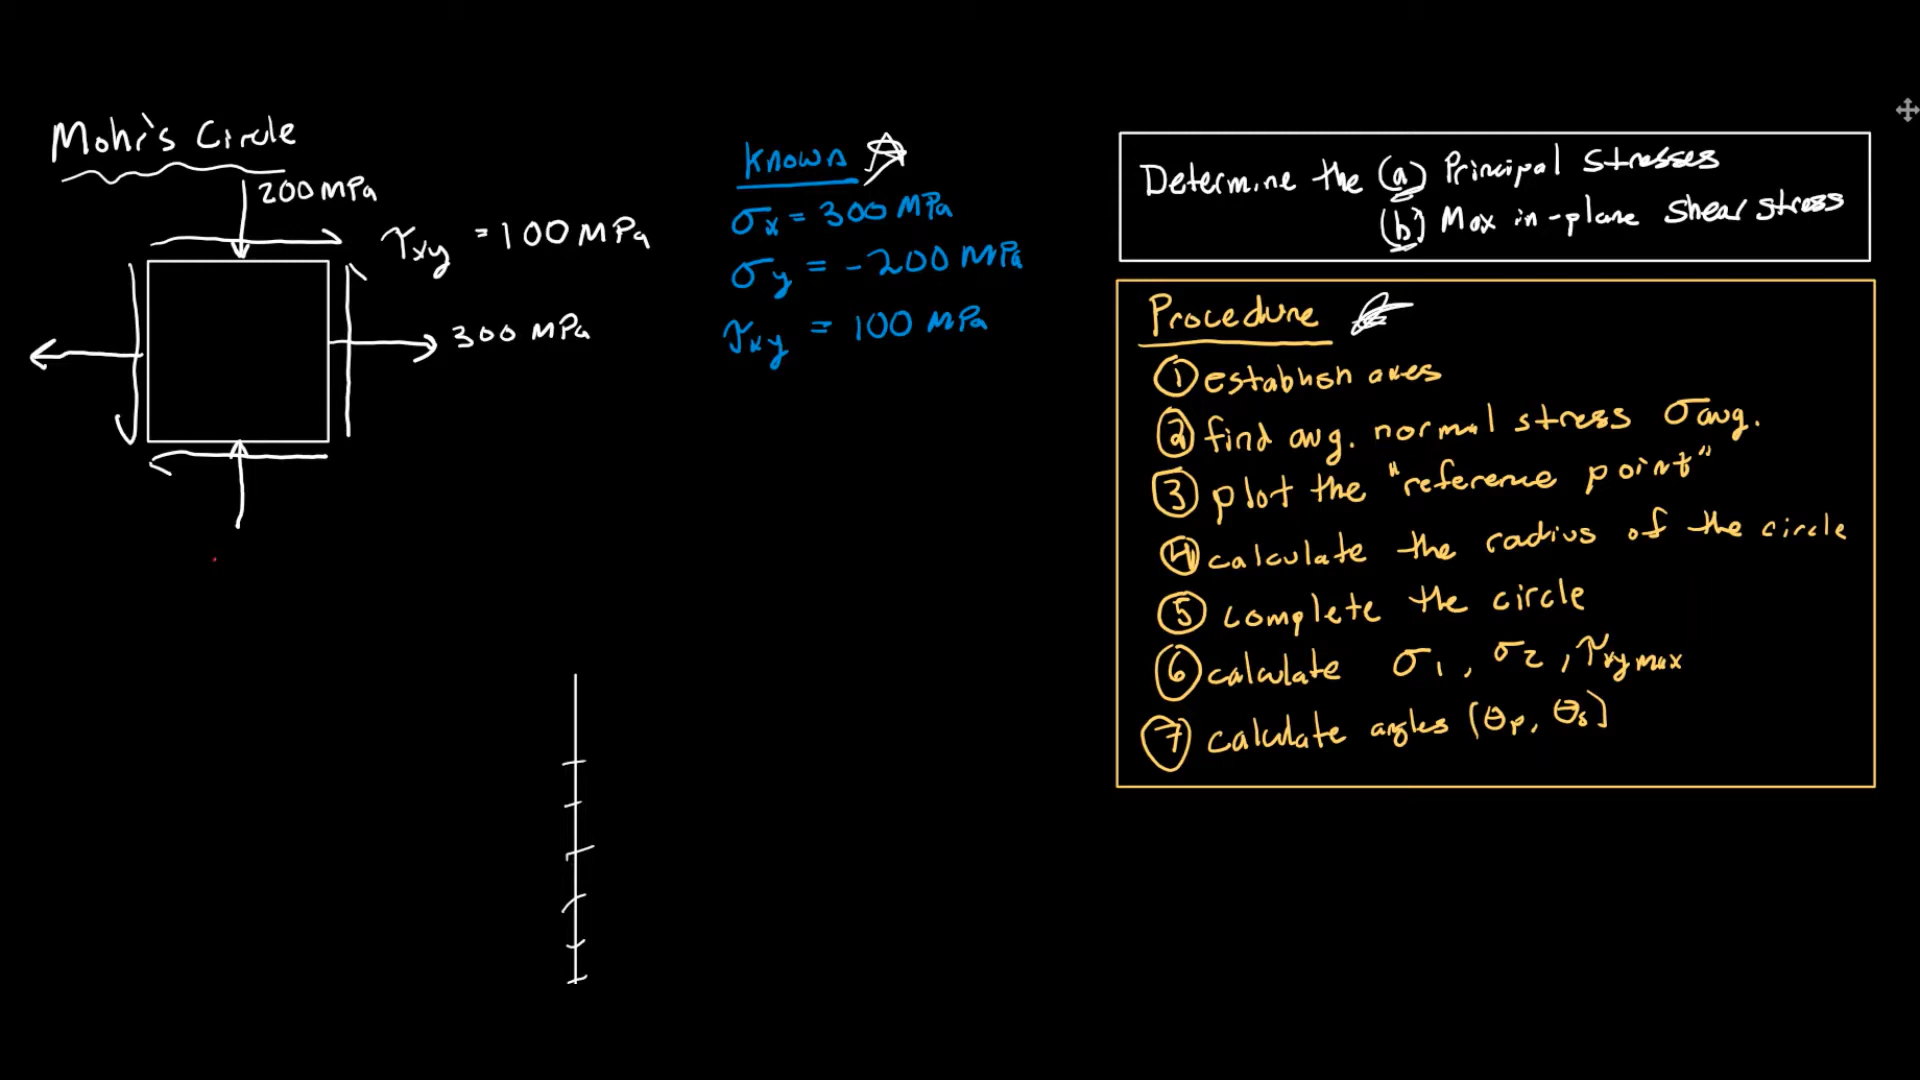 Mohr's Circle
200 MPa
τxy = 100 MPa
300 MPa
Known
σx = 300 MPa
σy = -200 MPa
τxy = 100 MPa
Determine the (a) Principal Stresses
(b) Max in-plane shear stress
Procedure
① establish axes
② find avg. normal stress σavg.
③ plot the "reference point"
④ calculate the radius of the circle
⑤ complete the circle
⑥ calculate σ1, σ2, τxymax
⑦ calculate angles (θp, θs)